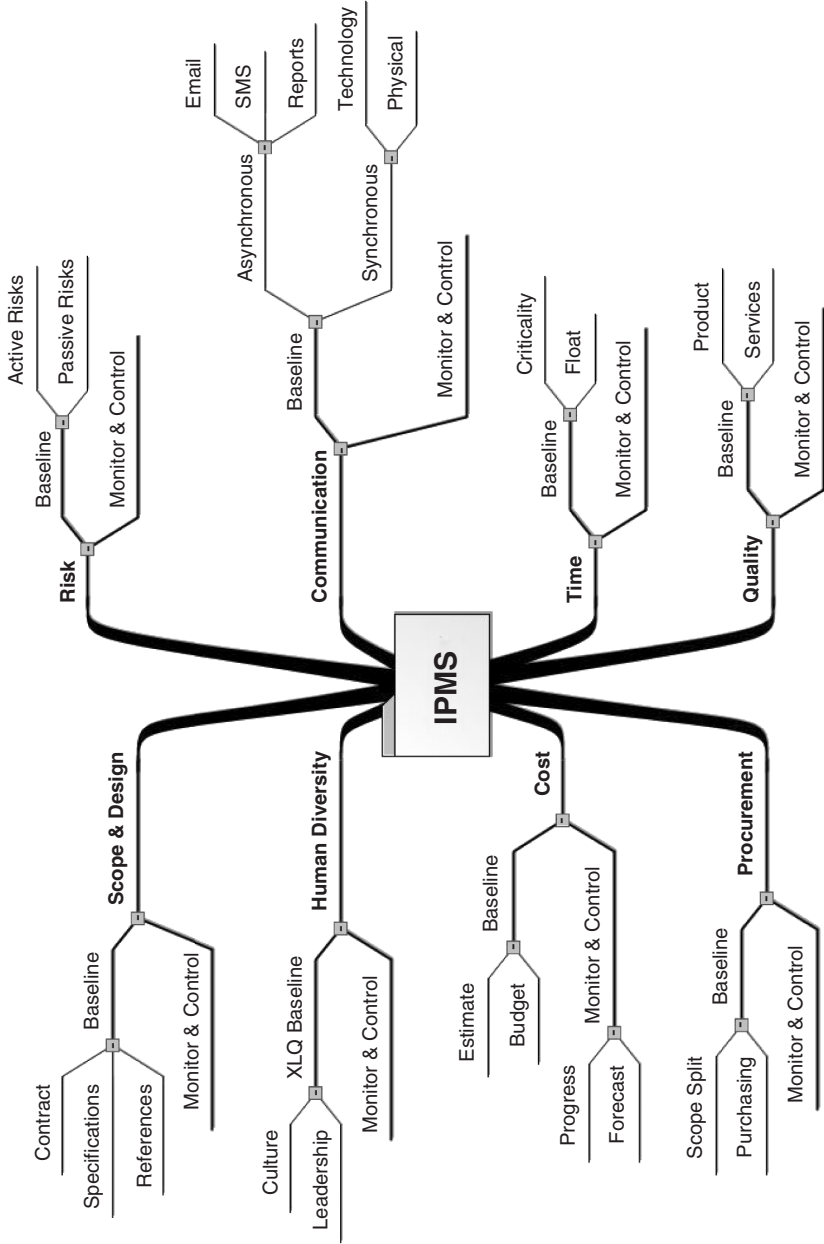 IPMS
Scope & Design
Baseline
Contract
Specifications
References
Monitor & Control
Human Diversity
XLQ Baseline
Culture
Leadership
Monitor & Control
Cost
Baseline
Estimate
Budget
Monitor & Control
Progress
Forecast
Procurement
Baseline
Scope Split
Purchasing
Monitor & Control
Risk
Baseline
Active Risks
Passive Risks
Monitor & Control
Communication
Baseline
Asynchronous
Email
SMS
Reports
Synchronous
Technology
Physical
Monitor & Control
Time
Baseline
Criticality
Float
Monitor & Control
Quality
Baseline
Product
Services
Monitor & Control